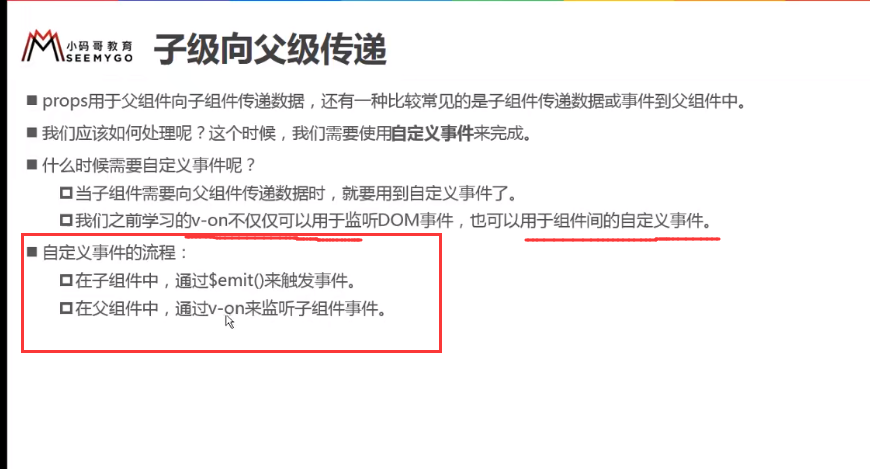 小码哥教育
SEEMYGO
子级向父级传递
props用于父组件向子组件传递数据，还有一种比较常见的是子组件传递数据或事件到父组件中。
我们应该如何处理呢？这个时候，我们需要使用自定义事件来完成。
什么时候需要自定义事件呢？
当子组件需要向父组件传递数据时，就要用到自定义事件了。
我们之前学习的v-on不仅仅可以用于监听DOM事件，也可以用于组件间的自定义事件。
自定义事件的流程：
在子组件中，通过$emit()来触发事件。
在父组件中，通过v-on来监听子组件事件。